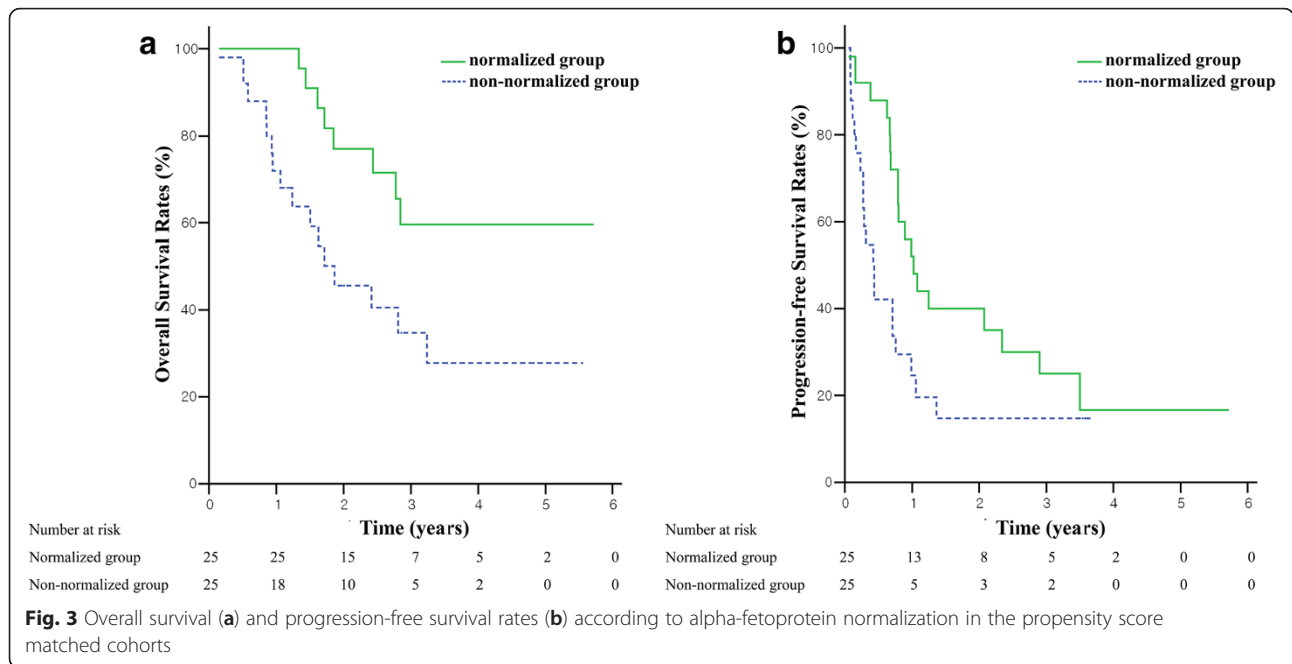 a
100
80
60
40
20
0
Overall Survival Rates (%)
normalized group
non-normalized group
0 1 2 3 4 5 6
Time (years)
Number at risk
Normalized group 25 25 15 7 5 2 0
Non-normalized group 25 18 10 5 2 0 0
b
100
80
60
40
20
0
Progression-free Survival Rates (%)
normalized group
non-normalized group
0 1 2 3 4 5 6
Time (years)
Number at risk
Normalized group 25 13 8 5 2 0 0
Non-normalized group 25 5 3 2 0 0 0
Fig. 3 Overall survival (a) and progression-free survival rates (b) according to alpha-fetoprotein normalization in the propensity score
matched cohorts